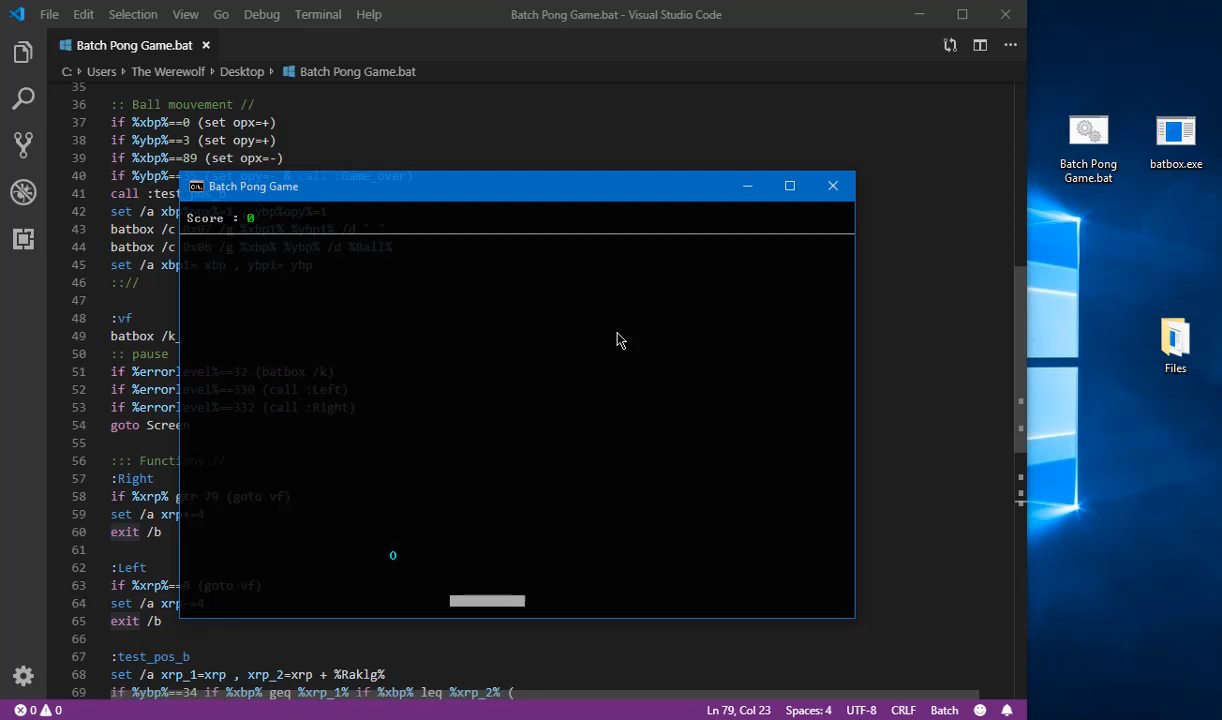 File Edit Selection View Go Debug Terminal Help Batch Pong Game.bat - Visual Studio Code
Batch Pong Game.bat
C: Users The Werewolf Desktop Batch Pong Game.bat
35
36 :: Ball mouvement //
37 if %xbp%==0 (set opx=+)
38 if %ybp%==3 (set opy=+)
39 if %xbp%==89 (set opx=-)
40 if %ybp%==35 (set opy=- & call :Game_over)
41 call :test_pos_b
42 set /a xbp%opx%=1 , ybp%opy%=1
43 batbox /c 0x07 /g %xbp1% %ybp1% /d " "
44 batbox /c 0x0b /g %xbp% %ybp% /d %Ball%
45 set /a xbp1= xbp , ybp1= ybp
46 :://
47
48 :vf
49 batbox /k_
50 :: pause
51 if %errorlevel%==32 (batbox /k)
52 if %errorlevel%==330 (call :Left)
53 if %errorlevel%==332 (call :Right)
54 goto Screen
55
56 ::: Functions //
57 :Right
58 if %xrp% gtr 79 (goto vf)
59 set /a xrp+=4
60 exit /b
61
62 :Left
63 if %xrp%==0 (goto vf)
64 set /a xrp-=4
65 exit /b
66
67 :test_pos_b
68 set /a xrp_1=xrp , xrp_2=xrp + %Raklg%
69 if %ybp%==34 if %xbp% geq %xrp_1% if %xbp% leq %xrp_2% (
Batch Pong Game
Score : 0
O
Batch Pong
Game.bat
batbox.exe
Files
0 0 Ln 79, Col 23 Spaces: 4 UTF-8 CRLF Batch